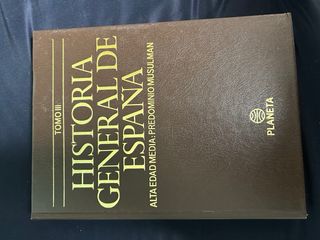 TOMO III
HISTORIA
GENERAL DE
ESPAÑA
ALTA EDAD MEDIA: PREDOMINIO MUSULMAN
PLANETA